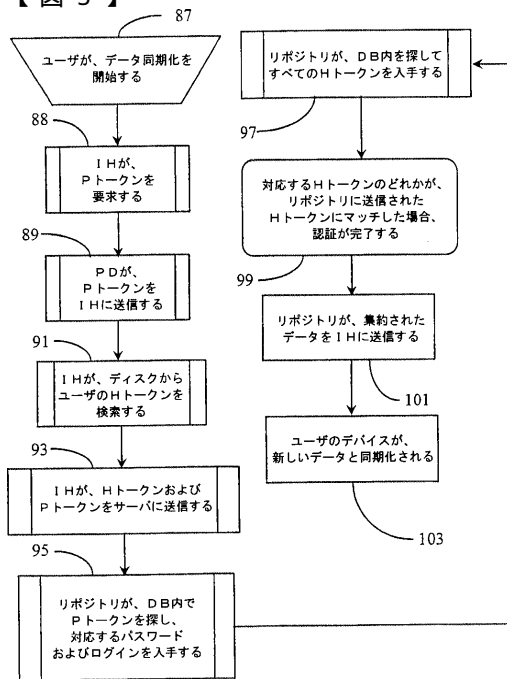 【図5】
87
ユーザが、データ同期化を
開始する
88
IHが、
Pトークンを
要求する
89
PDが、
Pトークンを
IHに送信する
91
IHが、ディスクから
ユーザのHトークンを
検索する
93
IHが、Hトークンおよび
Pトークンをサーバに送信する
95
リポジトリが、DB内で
Pトークンを探し、
対応するパスワード
およびログインを入手する
リポジトリが、DB内を探して
すべてのHトークンを入手する
97
対応するHトークンのどれかが、
リポジトリに送信された
Hトークンにマッチした場合、
認証が完了する
99
リポジトリが、集約された
データをIHに送信する
101
ユーザのデバイスが、
新しいデータと同期化される
103